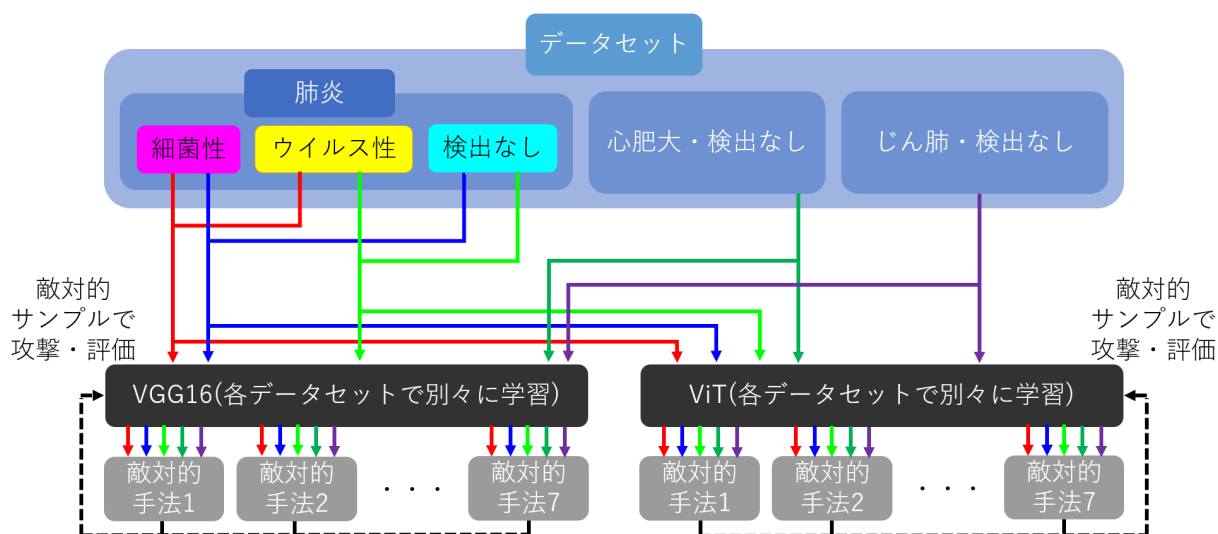 データセット
肺炎
細菌性
ウイルス性
検出なし
心肥大・検出なし
じん肺・検出なし
敵対的
サンプルで
攻撃・評価
敵対的
サンプルで
攻撃・評価
VGG16(各データセットで別々に学習)
ViT(各データセットで別々に学習)
敵対的
手法1
敵対的
手法2
・・・
敵対的
手法7
敵対的
手法1
敵対的
手法2
・・・
敵対的
手法7